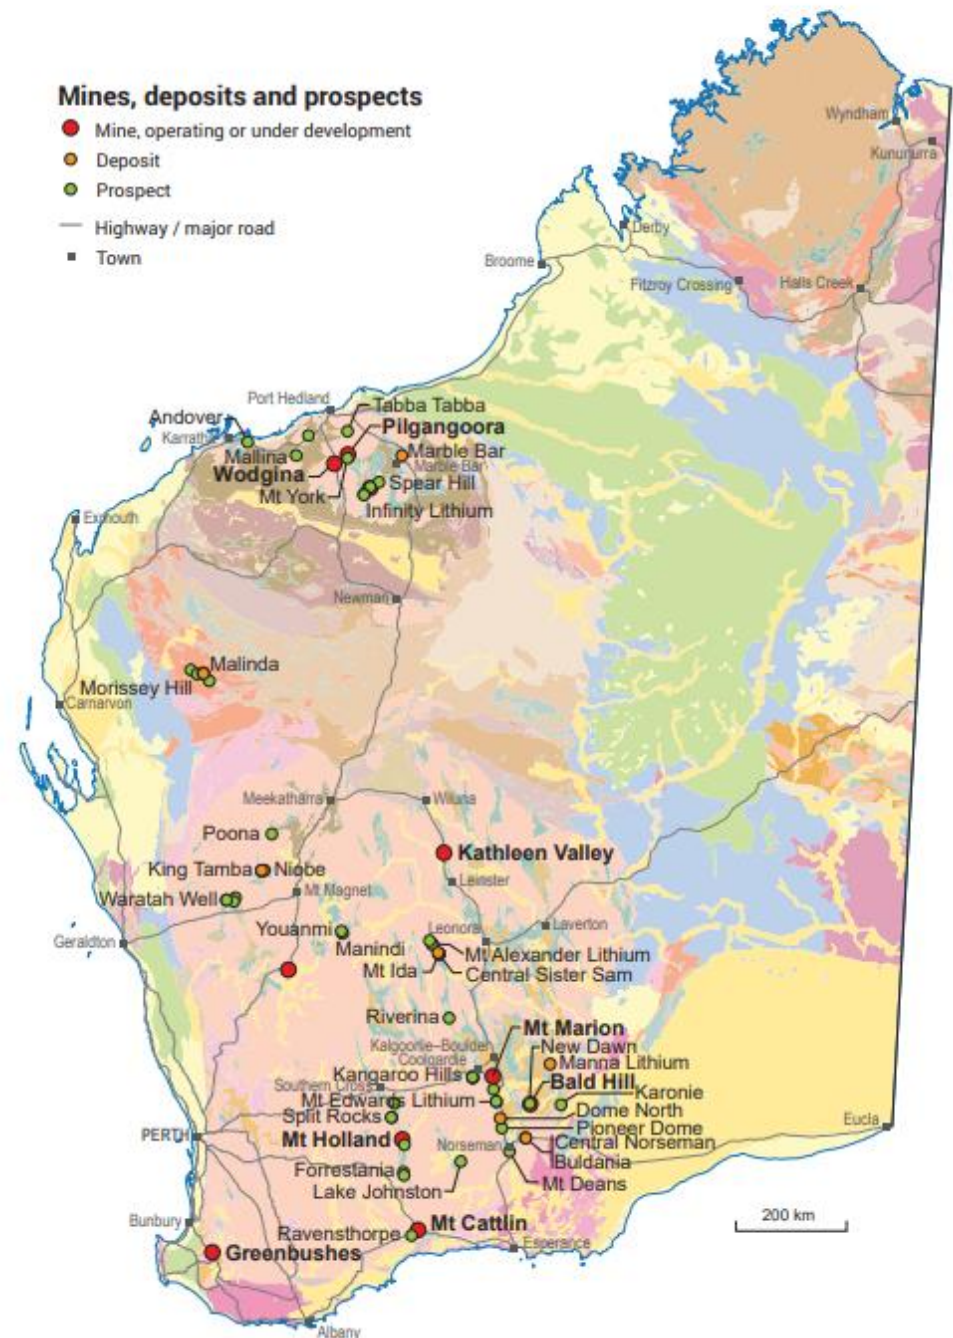 Mines, deposits and prospects
Mine, operating or under development
Deposit
Prospect
Highway / major road
Town
Wyndham
Kununurra
Derby
Broome
Fitzroy Crossing
Halls Creek
Port Hedland
Tabba Tabba
Andover
Karratha
Pilgangoora
Mallina
Marble Bar
Marble Bar
Wodgina
Mt York
Spear Hill
Infinity Lithium
Exmouth
Newman
Malinda
Morissey Hill
Carnarvon
Meekatharra
Wiluna
Poona
Kathleen Valley
King Tamba
Niobe
Leinster
Mt Magnet
Waratah Well
Youanmi
Leonora
Laverton
Geraldton
Manindi
Mt Alexander Lithium
Mt Ida
Central Sister Sam
Riverina
Mt Marion
Kalgoorlie–Boulder
New Dawn
Coolgardie
Manna Lithium
Kangaroo Hills
Bald Hill
Southern Cross
Karonie
Mt Edwards Lithium
Dome North
Split Rocks
Eucla
Pioneer Dome
PERTH
Mt Holland
Norseman
Central Norseman
Buldania
Forrestania
Mt Deans
Lake Johnston
200 km
Bunbury
Mt Cattlin
Ravensthorpe
Esperance
Greenbushes
Albany